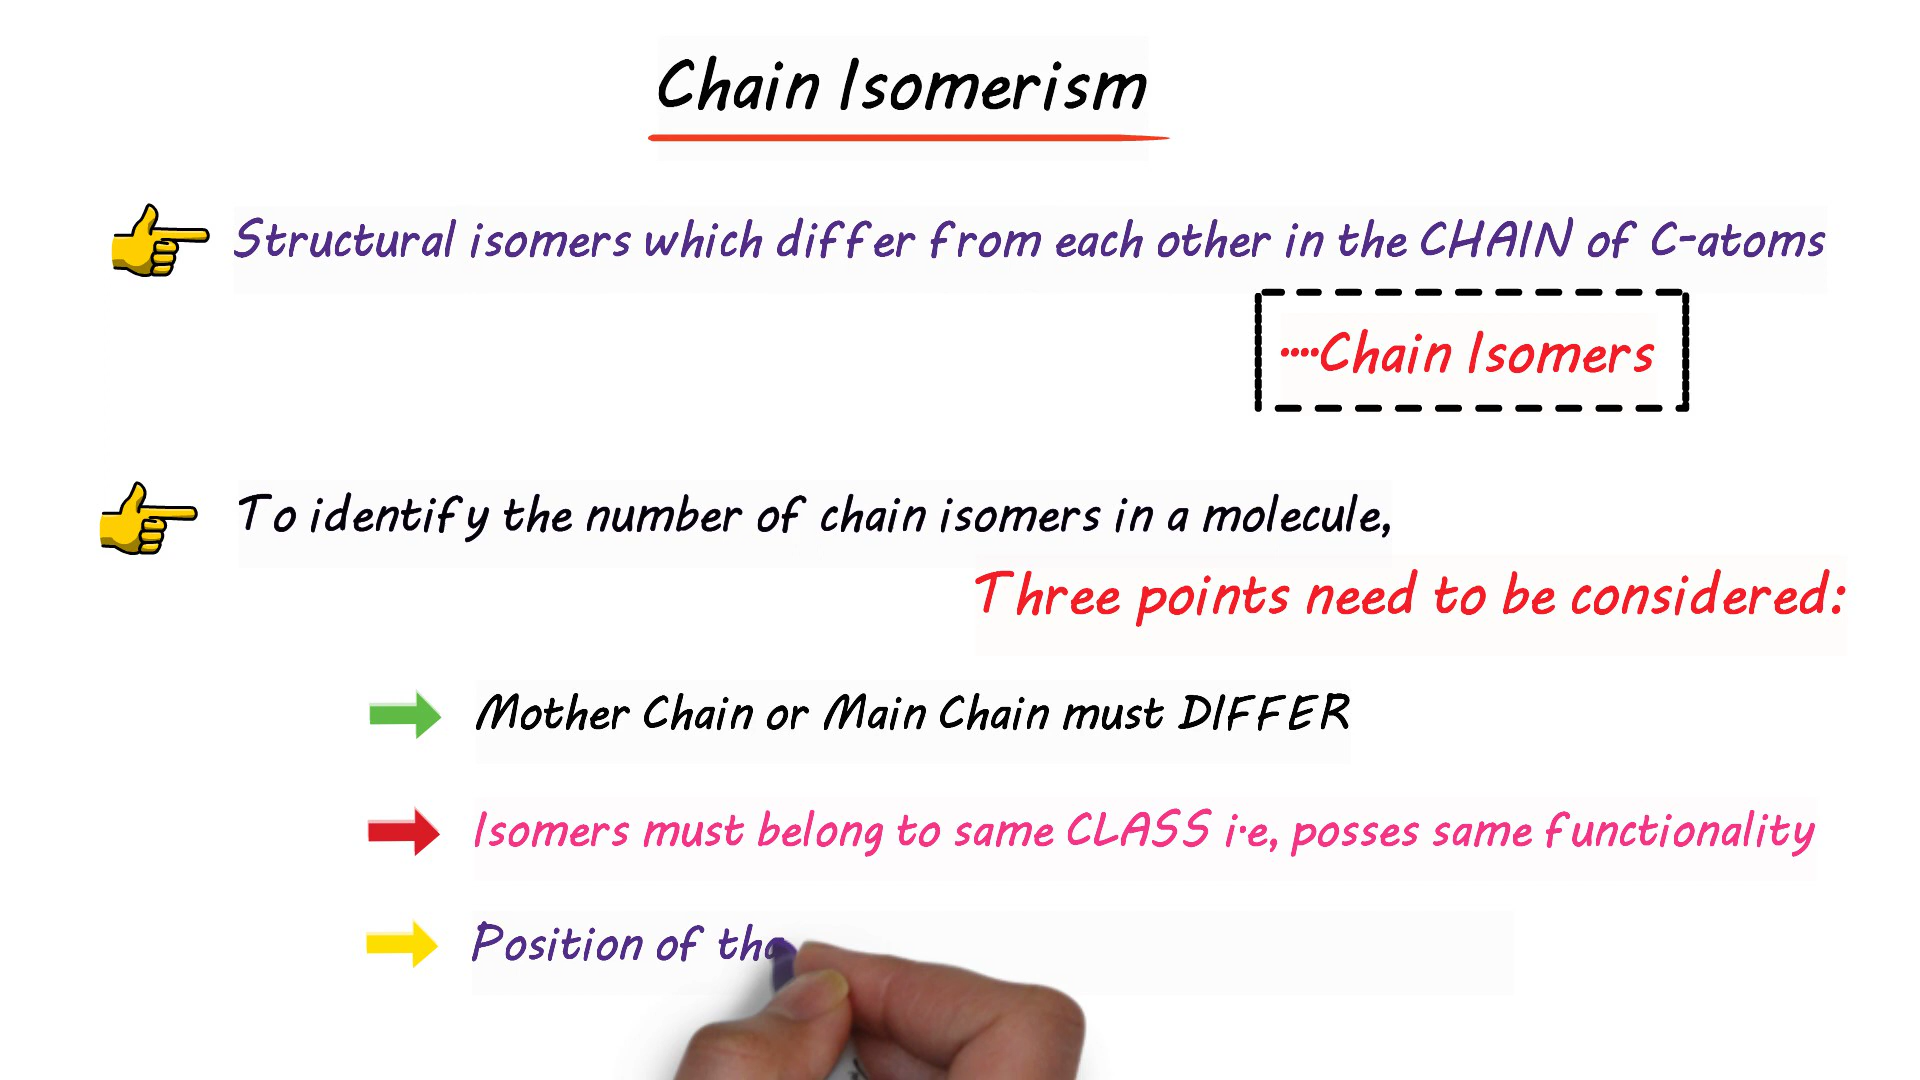 Chain Isomerism
Structural isomers which differ from each other in the CHAIN of C-atoms
....Chain Isomers
To identify the number of chain isomers in a molecule,
Three points need to be considered:
Mother Chain or Main Chain must DIFFER
Isomers must belong to same CLASS i.e, posses same functionality
Position of